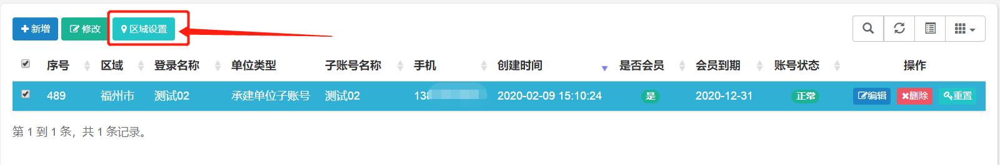 新增 修改 区域设置
序号 区域 登录名称 单位类型 子账号名称 手机 创建时间 是否会员 会员到期 账号状态 操作
489 福州市 测试02 承建单位子账号 测试02 138 2020-02-09 15:10:24 是 2020-12-31 正常 编辑 删除 重置
第 1 到 1 条，共 1 条记录。